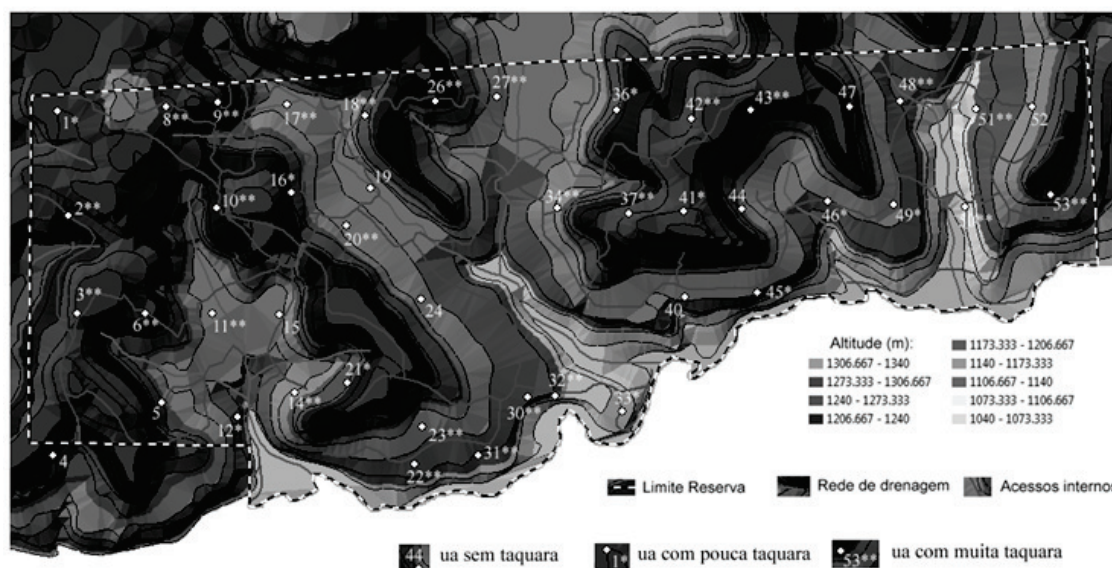 26**
27**
48**
1*
8**
9**
17**
18**
36*
42**
43**
47
51**
52
16*
19
2**
10**
34**
37**
41*
44
46*
49*
53**
20**
3**
6**
11**
15
24
40
45*
21*
14**
5
12*
30**
32**
23**
4
22**
31**
Altitude (m):
1306.667 - 1340
1273.333 - 1306.667
1240 - 1273.333
1206.667 - 1240
1173.333 - 1206.667
1140 - 1173.333
1106.667 - 1140
1073.333 - 1106.667
1040 - 1073.333
Limite Reserva
Rede de drenagem
Acessos internos
44 ua sem taquara
1* ua com pouca taquara
53** ua com muita taquara